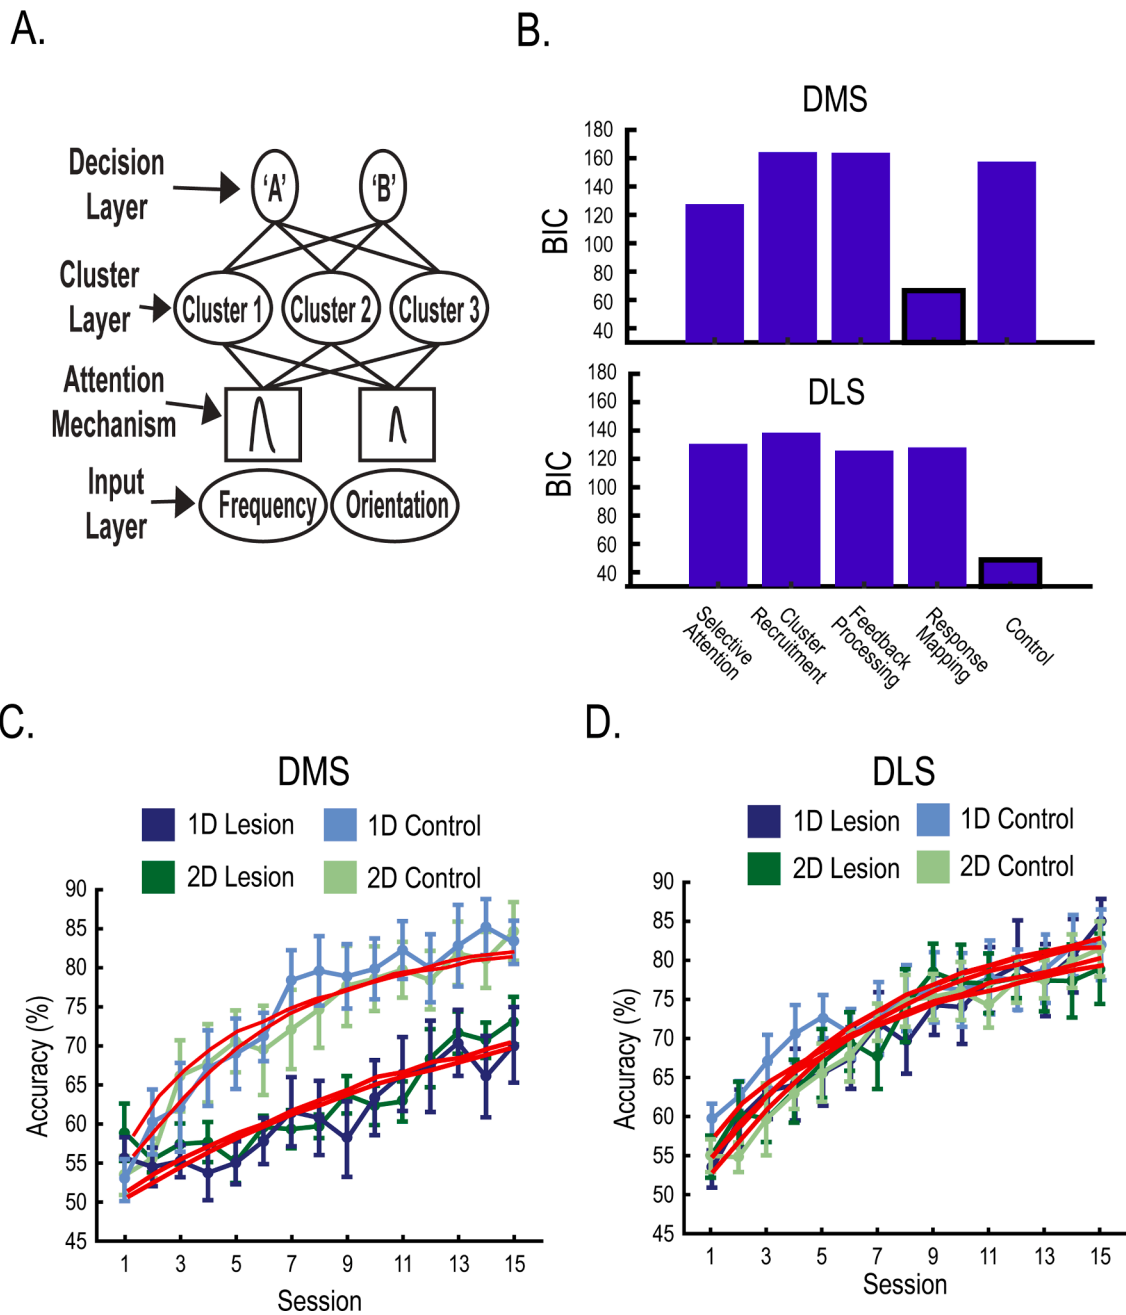 A.
Decision
Layer
'A'
'B'
Cluster
Layer
Cluster 1
Cluster 2
Cluster 3
Attention
Mechanism
Input
Layer
Frequency
Orientation
B.
DMS
BIC
180
160
140
120
100
80
60
40
DLS
BIC
180
160
140
120
100
80
60
40
Selective
Attention
Cluster
Recruitment
Feedback
Processing
Response
Mapping
Control
C.
DMS
1D Lesion
1D Control
2D Lesion
2D Control
Accuracy (%)
90
85
80
75
70
65
60
55
50
45
1 3 5 7 9 11 13 15
Session
D.
DLS
1D Lesion
1D Control
2D Lesion
2D Control
Accuracy (%)
90
85
80
75
70
65
60
55
50
45
1 3 5 7 9 11 13 15
Session